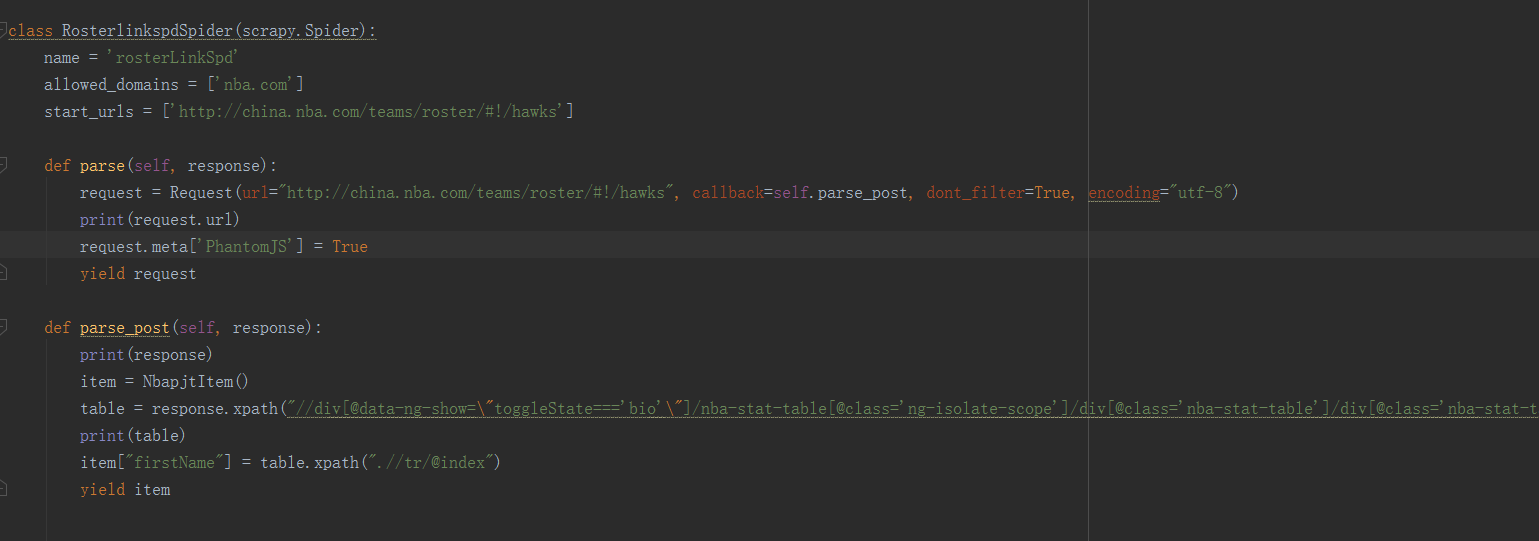 class RosterlinkspdSpider(scrapy.Spider):
name = 'rosterLinkSpd'
allowed_domains = ['nba.com']
start_urls = ['http://china.nba.com/teams/roster/#!/hawks']
def parse(self, response):
request = Request(url="http://china.nba.com/teams/roster/#!/hawks", callback=self.parse_post, dont_filter=True, encoding="utf-8")
print(request.url)
request.meta['PhantomJS'] = True
yield request
def parse_post(self, response):
print(response)
item = NbapjtItem()
table = response.xpath("//div[@data-ng-show=\"toggleState==='bio'\"]/nba-stat-table[@class='ng-isolate-scope']/div[@class='nba-stat-table']/div[@class='nba-stat-t
print(table)
item["firstName"] = table.xpath(".//tr/@index")
yield item